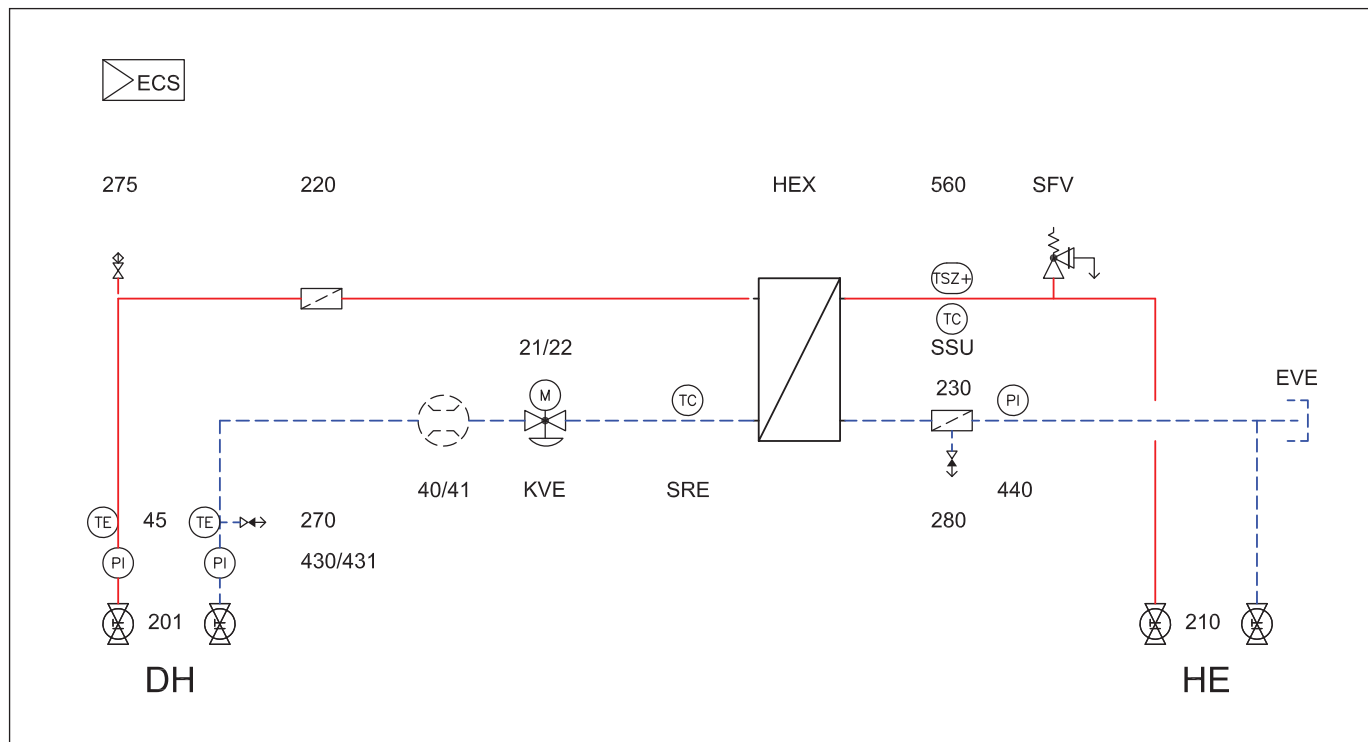 ECS
275 220 HEX 560 SFV
TSZ+
TC
21/22 SSU
M TC 230 PI EVE
40/41 KVE SRE 440
TE 45 TE 270 280
PI PI 430/431
201 210
DH HE